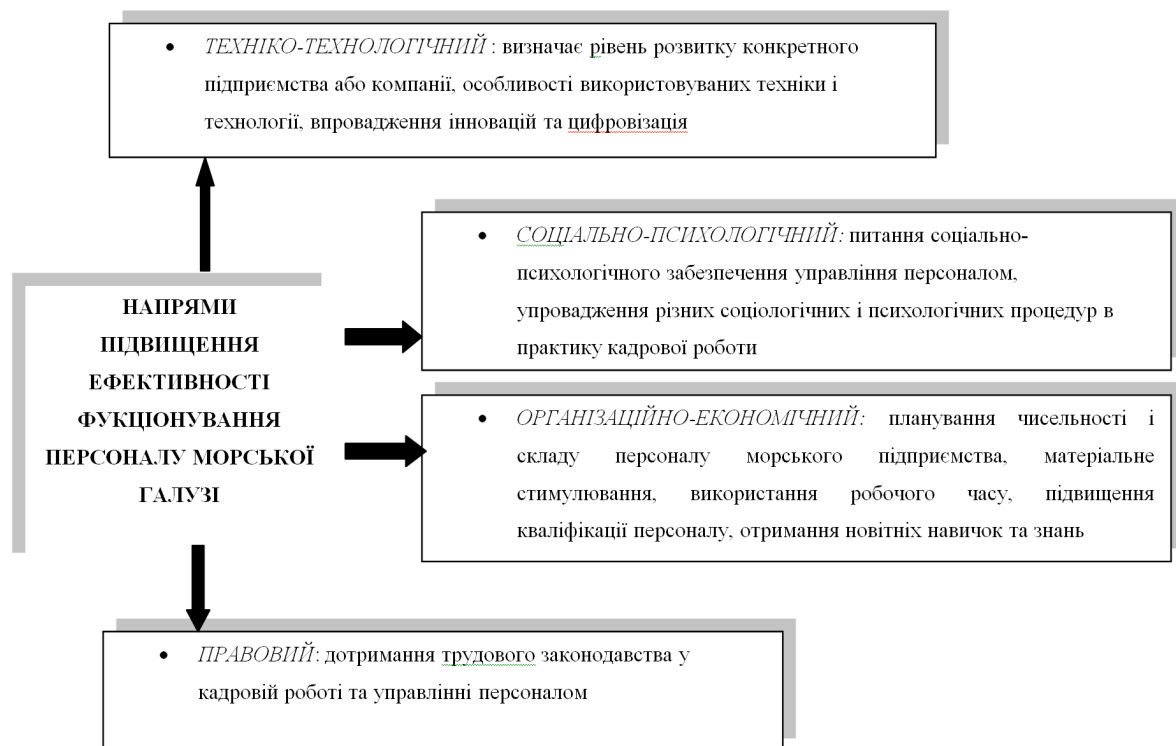 • ТЕХНІКО-ТЕХНОЛОГІЧНИЙ : визначає рівень розвитку конкретного
підприємства або компанії, особливості використовуваних техніки і
технології, впровадження інновацій та цифровізація
• СОЦІАЛЬНО-ПСИХОЛОГІЧНИЙ: питання соціально-
психологічного забезпечення управління персоналом,
упровадження різних соціологічних і психологічних процедур в
практику кадрової роботи
НАПРЯМИ
ПІДВИЩЕННЯ
ЕФЕКТИВНОСТІ
ФУКЦІОНУВАННЯ
ПЕРСОНАЛУ МОРСЬКОЇ
ГАЛУЗІ
• ОРГАНІЗАЦІЙНО-ЕКОНОМІЧНИЙ: планування чисельності і
складу персоналу морського підприємства, матеріальне
стимулювання, використання робочого часу, підвищення
кваліфікації персоналу, отримання новітніх навичок та знань
• ПРАВОВИЙ: дотримання трудового законодавства у
кадровій роботі та управлінні персоналом